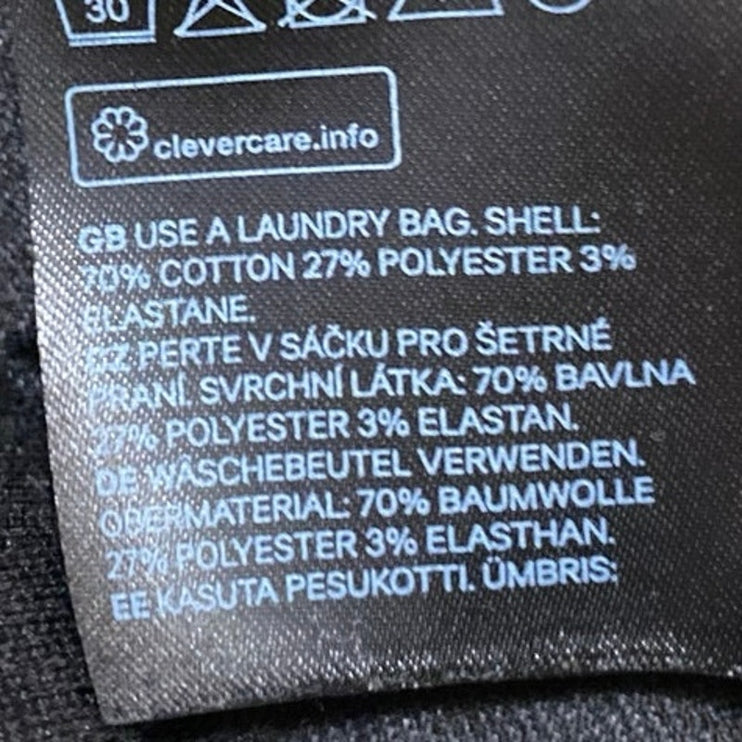 30
clevercare.info
GB USE A LAUNDRY BAG. SHELL:
70% COTTON 27% POLYESTER 3%
ELASTANE.
CZ PERTE V SÁČKU PRO ŠETRNÉ
PRANÍ. SVRCHNÍ LÁTKA: 70% BAVLNA
27% POLYESTER 3% ELASTAN.
DE WÄSCHEBEUTEL VERWENDEN.
OBERMATERIAL: 70% BAUMWOLLE
27% POLYESTER 3% ELASTHAN.
EE KASUTA PESUKOTTI. ÜMBRIS: